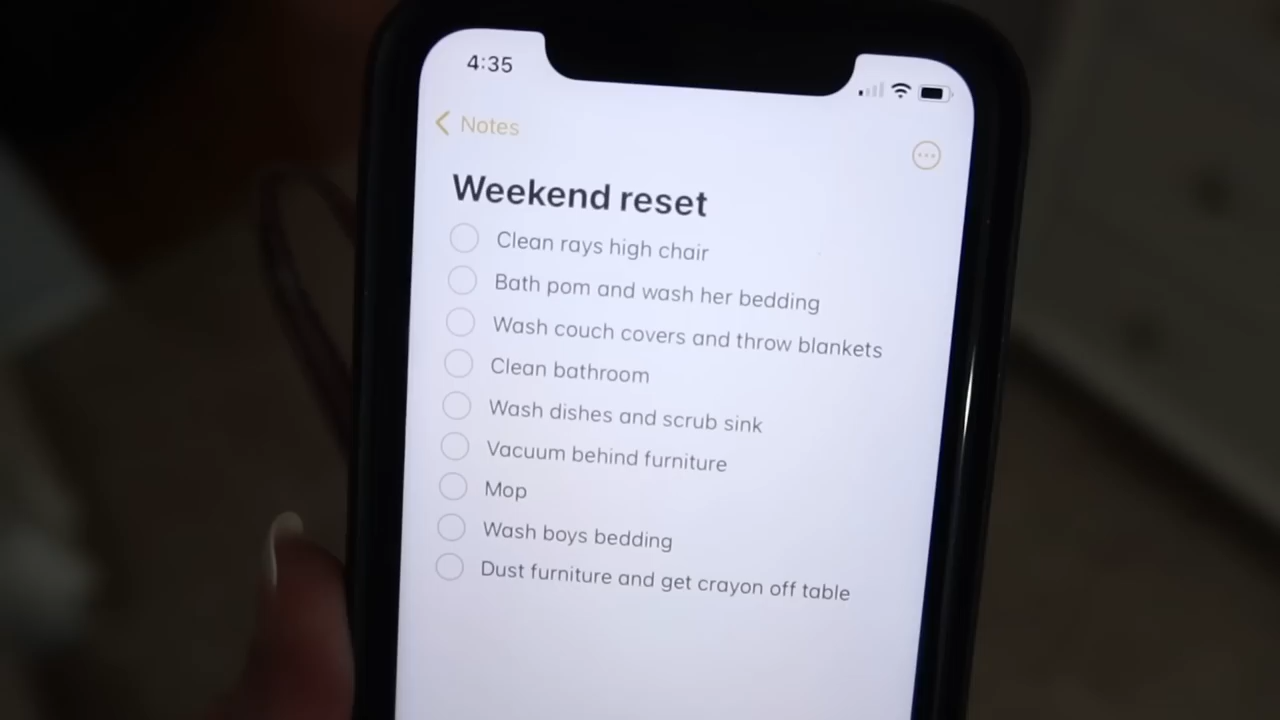 4:35
Notes
Weekend reset
Clean rays high chair
Bath pom and wash her bedding
Wash couch covers and throw blankets
Clean bathroom
Wash dishes and scrub sink
Vacuum behind furniture
Mop
Wash boys bedding
Dust furniture and get crayon off table